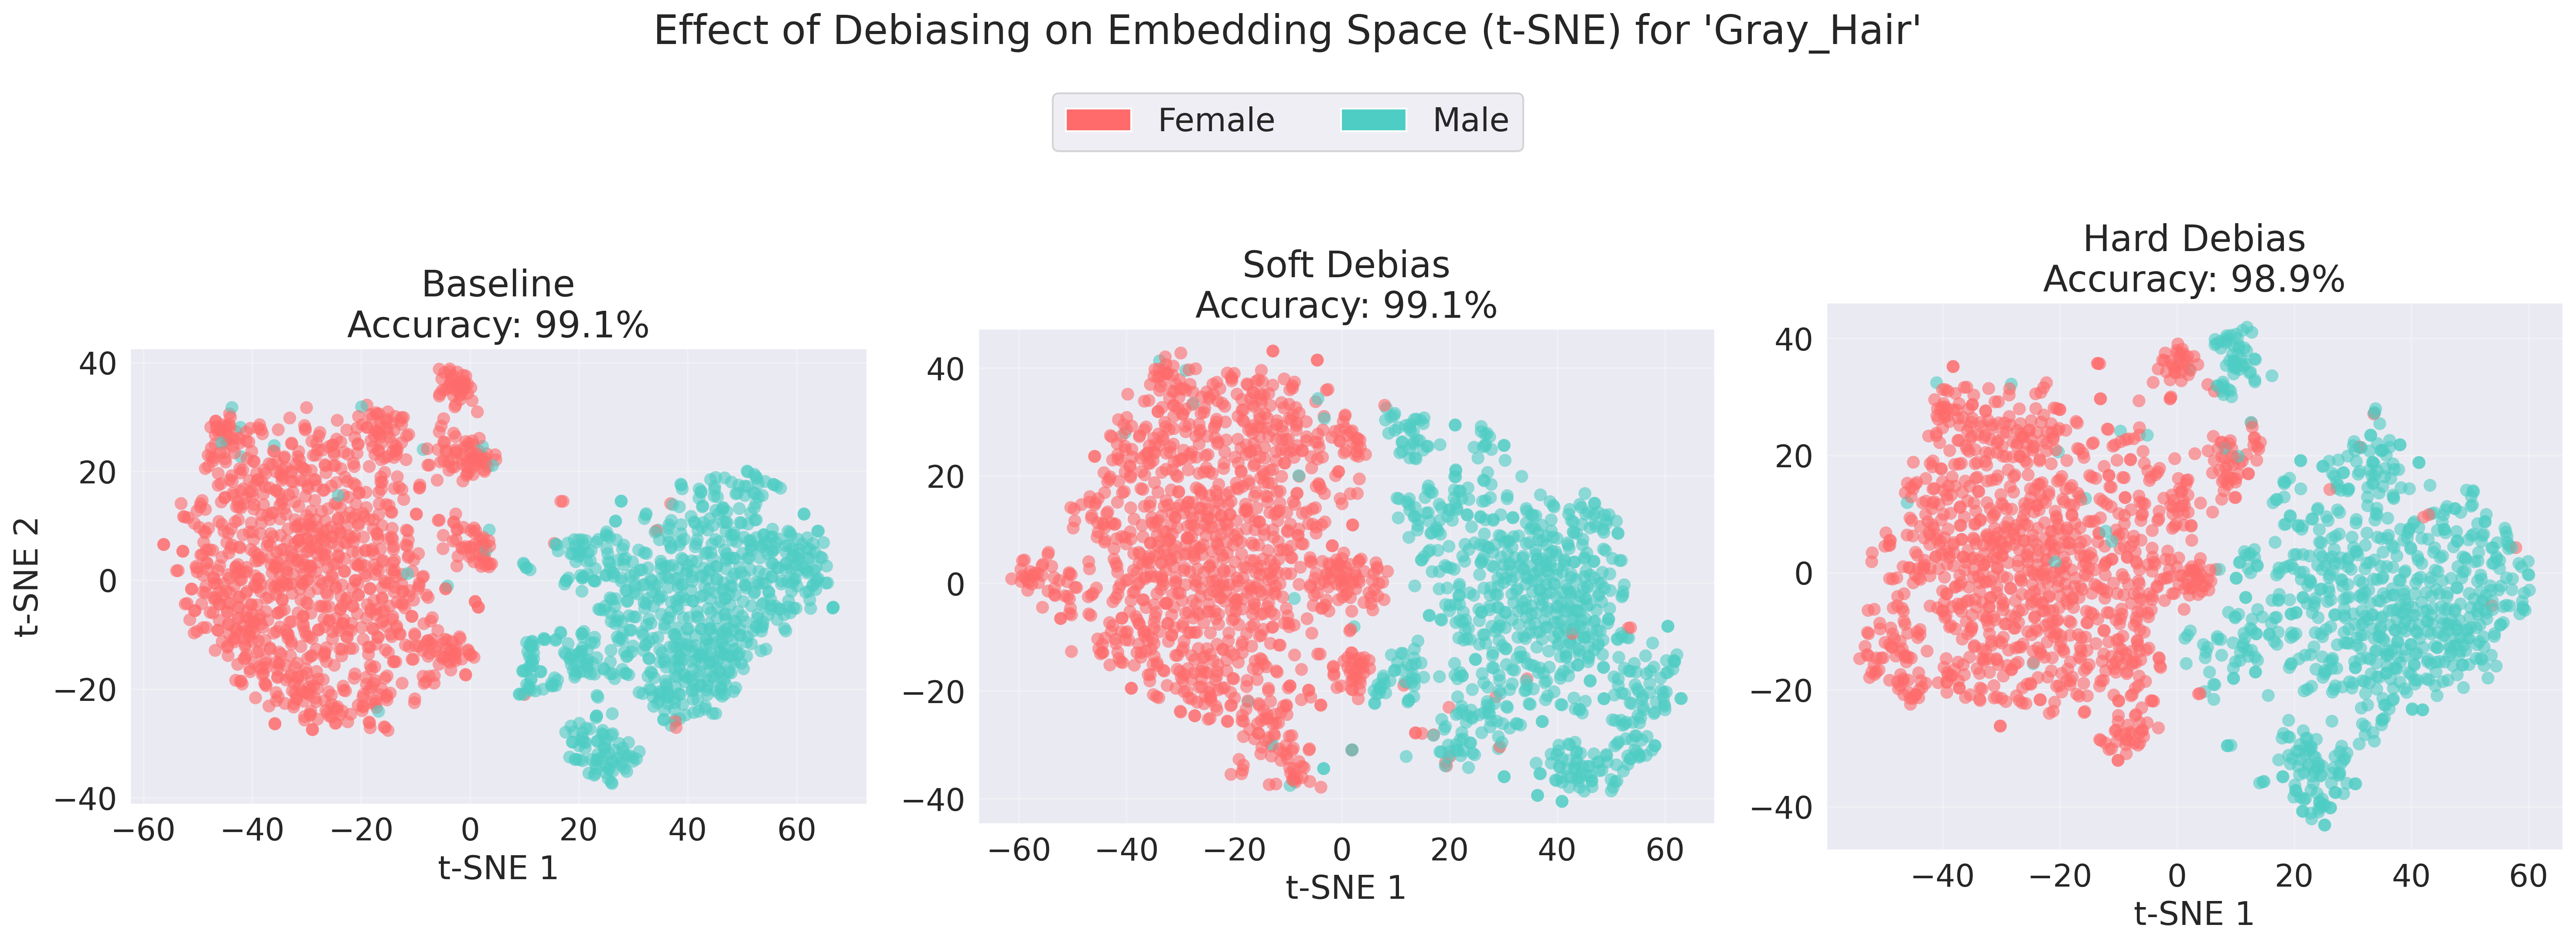 Effect of Debiasing on Embedding Space (t-SNE) for 'Gray_Hair'
Female
Male
Baseline
Accuracy: 99.1%
40
20
0
−20
−40
−60
−40
−20
0
20
40
60
t-SNE 2
t-SNE 1
Soft Debias
Accuracy: 99.1%
40
20
0
−20
−40
−60
−40
−20
0
20
40
60
t-SNE 1
Hard Debias
Accuracy: 98.9%
40
20
0
−20
−40
−40
−20
0
20
40
60
t-SNE 1